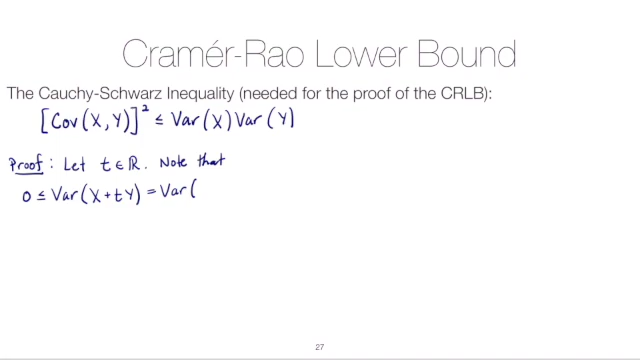 Cramér-Rao Lower Bound
The Cauchy-Schwarz Inequality (needed for the proof of the CRLB):
[Cov(X, Y)]² ≤ Var(X) Var(Y)
Proof: Let t ∈ ℝ. Note that
0 ≤ Var(X + tY) = Var(
27